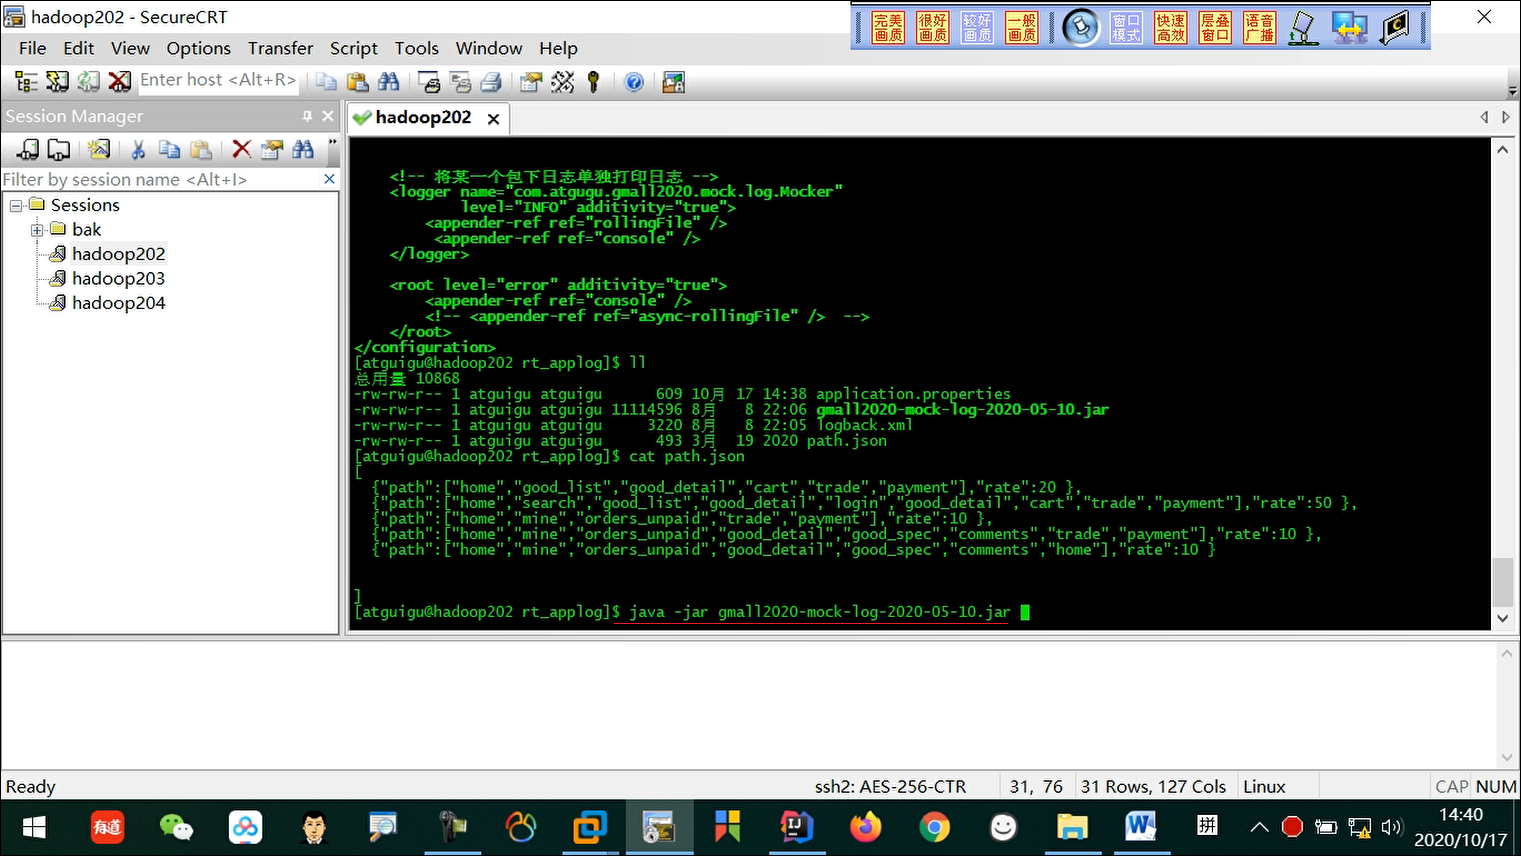 hadoop202 - SecureCRT
完美画质 很好画质 较好画质 一般画质 窗口模式 快速高效 层叠窗口 语音广播
File Edit View Options Transfer Script Tools Window Help
Enter host <Alt+R>
Session Manager
hadoop202
Filter by session name <Alt+I>
Sessions
bak
hadoop202
hadoop203
hadoop204
<!-- 将某一个包下日志单独打印日志 -->
<logger name="com.atgugu.gmall2020.mock.log.Mocker"
level="INFO" additivity="true">
<appender-ref ref="rollingFile" />
<appender-ref ref="console" />
</logger>
<root level="error" additivity="true">
<appender-ref ref="console" />
<!-- <appender-ref ref="async-rollingFile" /> -->
</root>
</configuration>
[atguigu@hadoop202 rt_applog]$ ll
总用量 10868
-rw-rw-r-- 1 atguigu atguigu 609 10月 17 14:38 application.properties
-rw-rw-r-- 1 atguigu atguigu 11114596 8月 8 22:06 gmall2020-mock-log-2020-05-10.jar
-rw-rw-r-- 1 atguigu atguigu 3220 8月 8 22:05 logback.xml
-rw-rw-r-- 1 atguigu atguigu 493 3月 19 2020 path.json
[atguigu@hadoop202 rt_applog]$ cat path.json
[
{"path":["home","good_list","good_detail","cart","trade","payment"],"rate":20 },
{"path":["home","search","good_list","good_detail","login","good_detail","cart","trade","payment"],"rate":50 },
{"path":["home","mine","orders_unpaid","trade","payment"],"rate":10 },
{"path":["home","mine","orders_unpaid","good_detail","good_spec","comments","trade","payment"],"rate":10 },
{"path":["home","mine","orders_unpaid","good_detail","good_spec","comments","home"],"rate":10 }
]
[atguigu@hadoop202 rt_applog]$ java -jar gmall2020-mock-log-2020-05-10.jar
Ready ssh2: AES-256-CTR 31, 76 31 Rows, 127 Cols Linux CAP NUM
有道 拼 14:40
2020/10/17